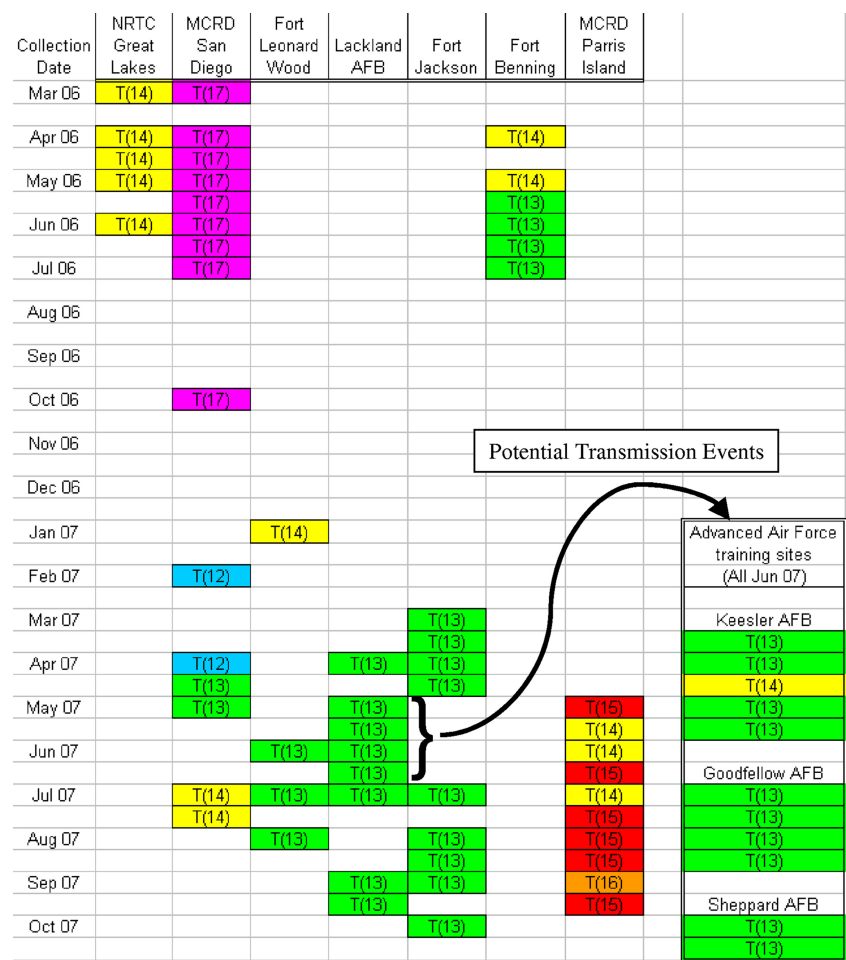 NRTC MCRD Fort MCRD
Collection Great San Leonard Lackland Fort Fort Parris
Date Lakes Diego Wood AFB Jackson Benning Island
Mar 06 T(14) T(17)
Apr 06 T(14) T(17) T(14)
T(14) T(17)
May 06 T(14) T(17) T(14)
T(17) T(13)
Jun 06 T(14) T(17) T(13)
T(17) T(13)
Jul 06 T(17) T(13)
Aug 06
Sep 06
Oct 06 T(17)
Nov 06
Potential Transmission Events
Dec 06
Jan 07 T(14) Advanced Air Force
training sites
Feb 07 T(12) (All Jun 07)
Mar 07 T(13) Keesler AFB
T(13) T(13)
Apr 07 T(12) T(13) T(13) T(13)
T(13) T(13) T(14)
May 07 T(13) T(13) T(15) T(13)
T(13) T(14) T(13)
Jun 07 T(13) T(13) T(14)
T(13) T(15) Goodfellow AFB
Jul 07 T(14) T(13) T(13) T(13) T(14) T(13)
T(14) T(15) T(13)
Aug 07 T(13) T(13) T(15) T(13)
T(13) T(15) T(13)
Sep 07 T(13) T(13) T(16)
T(13) T(15) Sheppard AFB
Oct 07 T(13) T(13)
T(13)